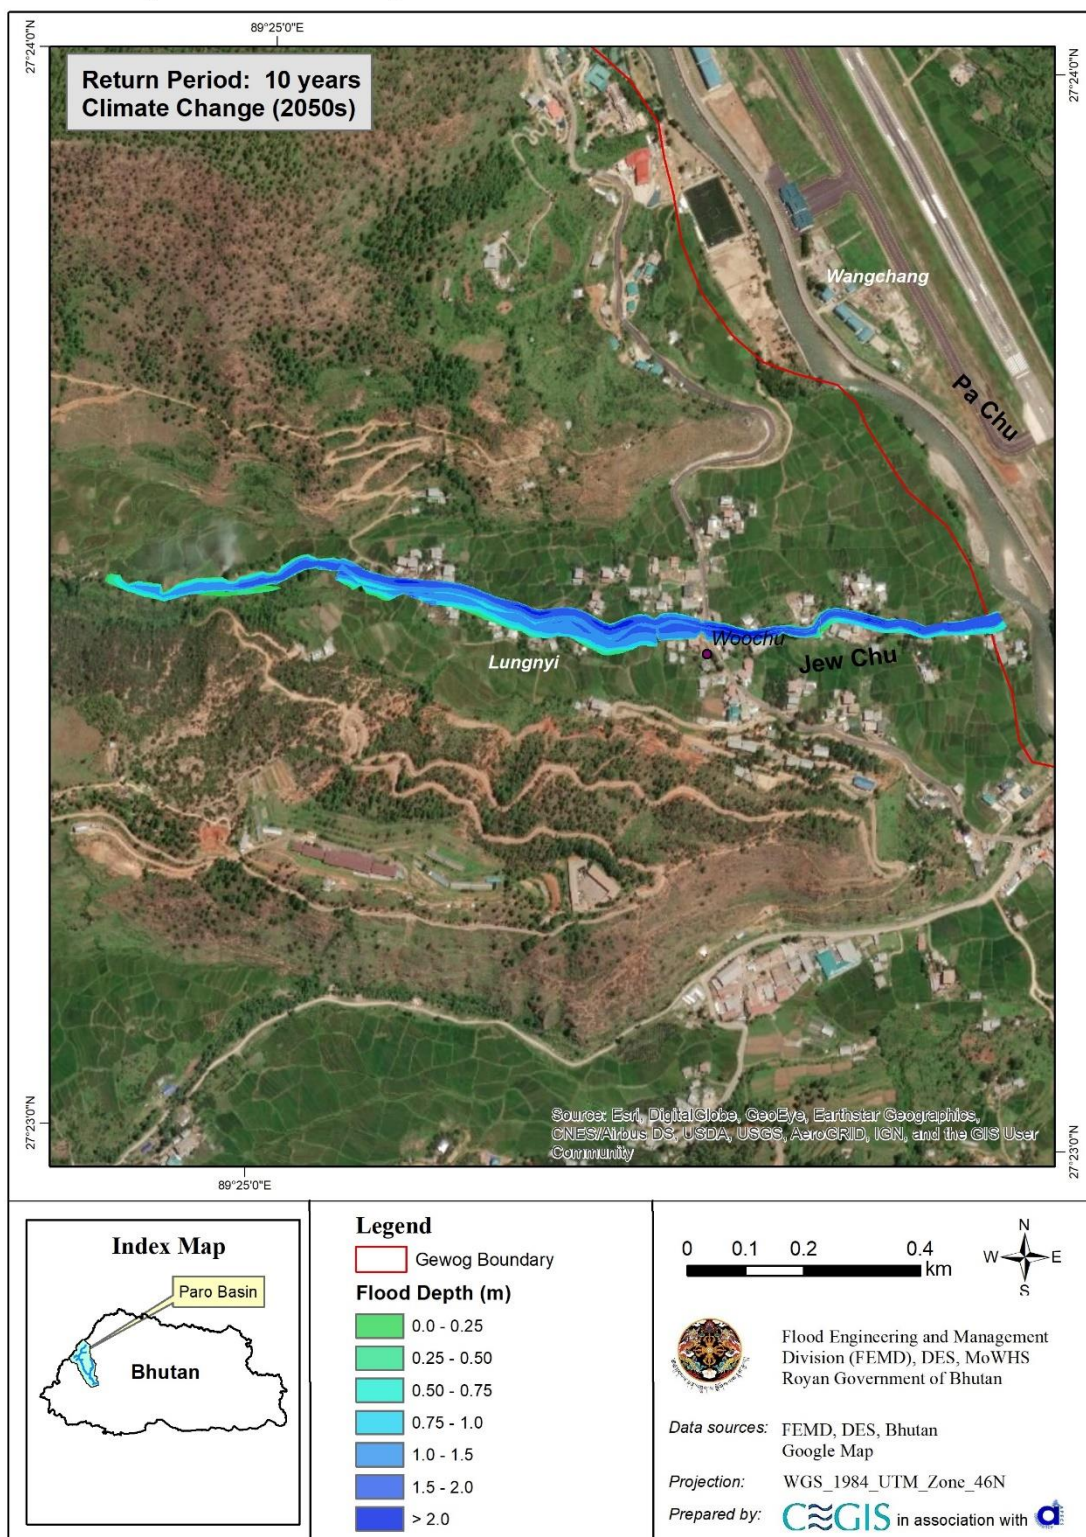 89°25'0"E
27°24'0"N
27°24'0"N
Return Period: 10 years
Climate Change (2050s)
Wangchang
Pa Chu
Woochu
Lungnyi
Jew Chu
Source: Esri, DigitalGlobe, GeoEye, Earthstar Geographics,
CNES/Airbus DS, USDA, USGS, AeroGRID, IGN, and the GIS User
Community
27°23'0"N
27°23'0"N
89°25'0"E
Index Map
Paro Basin
Bhutan
Legend
Gewog Boundary
Flood Depth (m)
0.0 - 0.25
0.25 - 0.50
0.50 - 0.75
0.75 - 1.0
1.0 - 1.5
1.5 - 2.0
> 2.0
0 0.1 0.2 0.4
km
N
W E
S
Flood Engineering and Management
Division (FEMD), DES, MoWHS
Royan Government of Bhutan
Data sources: FEMD, DES, Bhutan
Google Map
Projection: WGS_1984_UTM_Zone_46N
Prepared by: CEGIS in association with